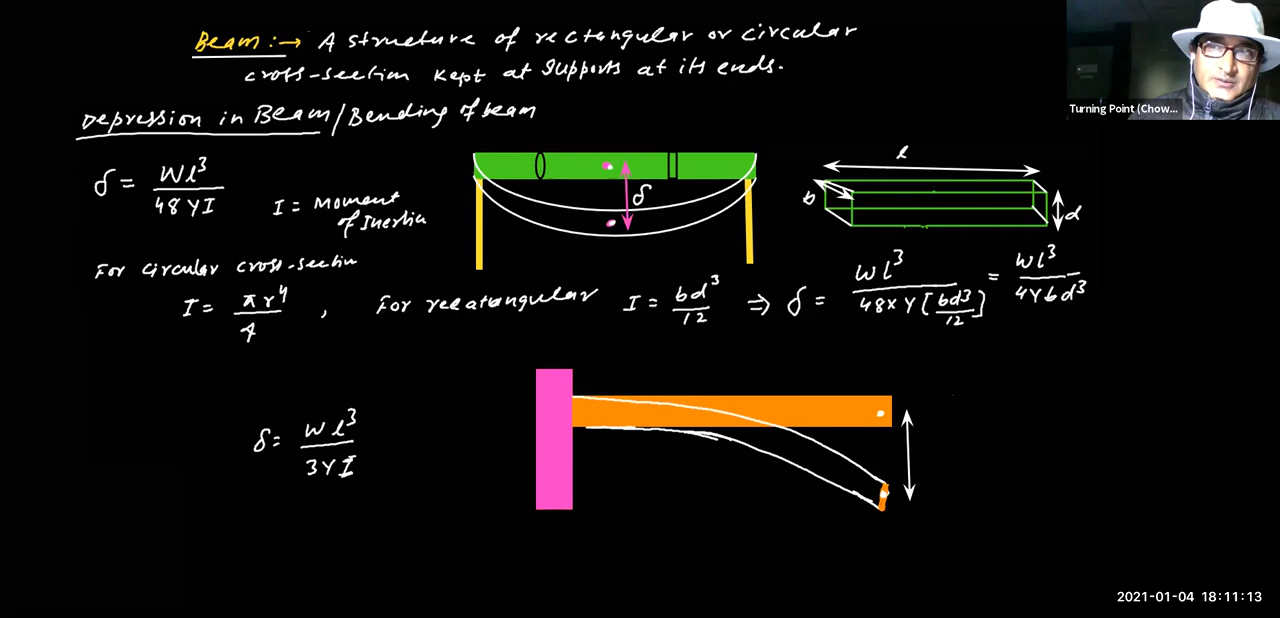 Beam :→ A structure of rectangular or circular
cross-section kept at supports at its ends.
Turning Point (Chow...
Depression in Beam/Bending of beam
δ = Wl³/48YI
I = Moment of Inertia
δ
l
b
d
For circular cross-section
I = πr⁴/4 , For rectangular I = bd³/12 ⇒ δ = Wl³/48×Y[bd³/12] = Wl³/4Ybd³
δ = Wl³/3YI
2021-01-04 18:11:13